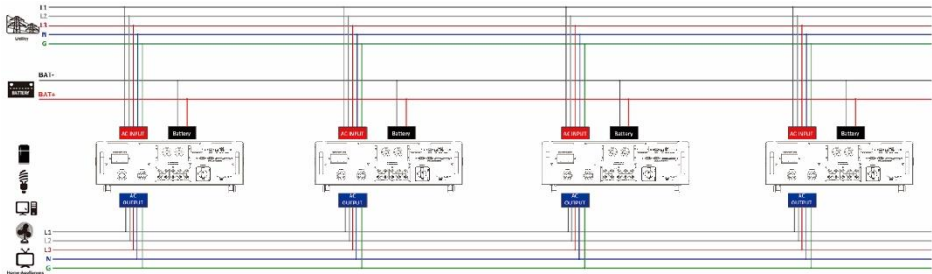 L1
L2
L3
N
G
Utility
BAT-
BATTERY
BAT+
AC INPUT
Battery
AC INPUT
Battery
AC INPUT
Battery
AC INPUT
Battery
AC
OUTPUT
AC
OUTPUT
AC
OUTPUT
AC
OUTPUT
L1
L2
L3
N
G
Home Appliances